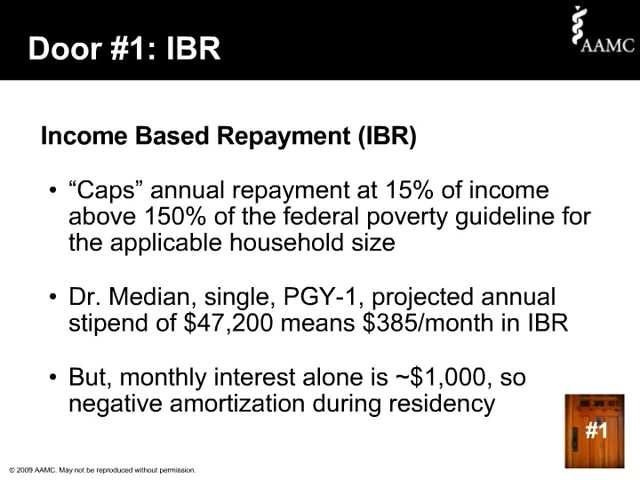 Door #1: IBR
AAMC
Income Based Repayment (IBR)
• “Caps” annual repayment at 15% of income
above 150% of the federal poverty guideline for
the applicable household size
• Dr. Median, single, PGY-1, projected annual
stipend of $47,200 means $385/month in IBR
• But, monthly interest alone is ~$1,000, so
negative amortization during residency
#1
© 2009 AAMC. May not be reproduced without permission.